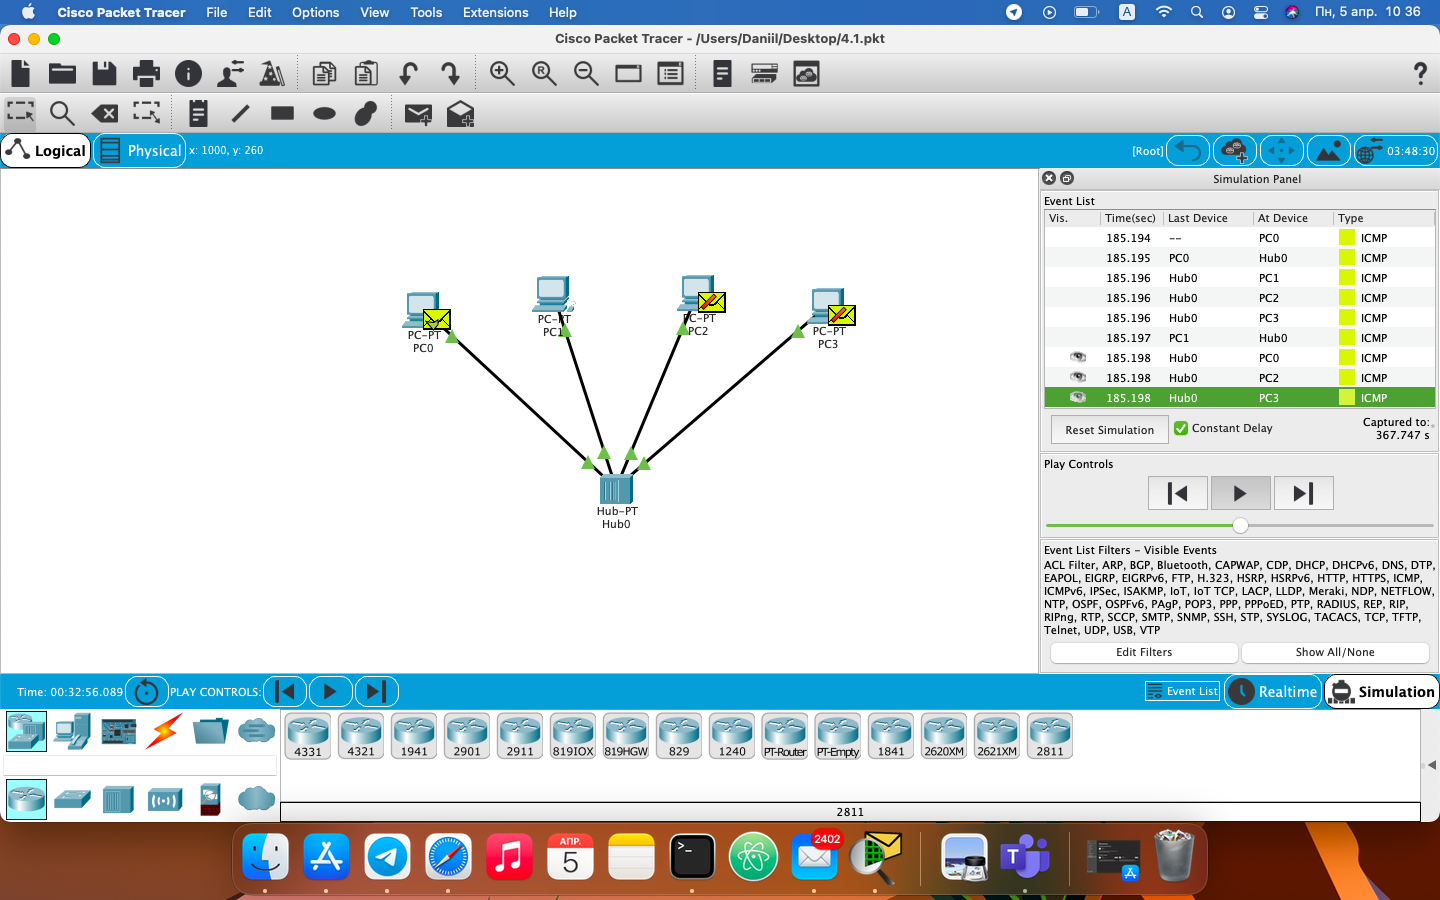 Cisco Packet Tracer File Edit Options View Tools Extensions Help A Пн, 5 апр. 10 36
Cisco Packet Tracer - /Users/Daniil/Desktop/4.1.pkt
Logical Physical x: 1000, y: 260 [Root] 03:48:30
Simulation Panel
Event List
Vis. Time(sec) Last Device At Device Type
185.194 -- PC0 ICMP
185.195 PC0 Hub0 ICMP
185.196 Hub0 PC1 ICMP
185.196 Hub0 PC2 ICMP
185.196 Hub0 PC3 ICMP
185.197 PC1 Hub0 ICMP
185.198 Hub0 PC0 ICMP
185.198 Hub0 PC2 ICMP
185.198 Hub0 PC3 ICMP
Reset Simulation Constant Delay Captured to:
367.747 s
Play Controls
Event List Filters - Visible Events
ACL Filter, ARP, BGP, Bluetooth, CAPWAP, CDP, DHCP, DHCPv6, DNS, DTP,
EAPOL, EIGRP, EIGRPv6, FTP, H.323, HSRP, HSRPv6, HTTP, HTTPS, ICMP,
ICMPv6, IPSec, ISAKMP, IoT, IoT TCP, LACP, LLDP, Meraki, NDP, NETFLOW,
NTP, OSPF, OSPFv6, PAgP, POP3, PPP, PPPoED, PTP, RADIUS, REP, RIP,
RIPng, RTP, SCCP, SMTP, SNMP, SSH, STP, SYSLOG, TACACS, TCP, TFTP,
Telnet, UDP, USB, VTP
Edit Filters Show All/None
PC-PT
PC0
PC-PT
PC1
PC-PT
PC2
PC-PT
PC3
Hub-PT
Hub0
Time: 00:32:56.089 PLAY CONTROLS: Event List Realtime Simulation
4331 4321 1941 2901 2911 819IOX 819HGW 829 1240 PT-Router PT-Empty 1841 2620XM 2621XM 2811
2811
АПР.
5
>_
2402
T